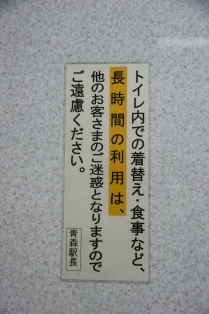 トイレ内での着替え・食事など、
長時間の利用は、
他のお客さまのご迷惑となりますので
ご遠慮ください。
青森駅長